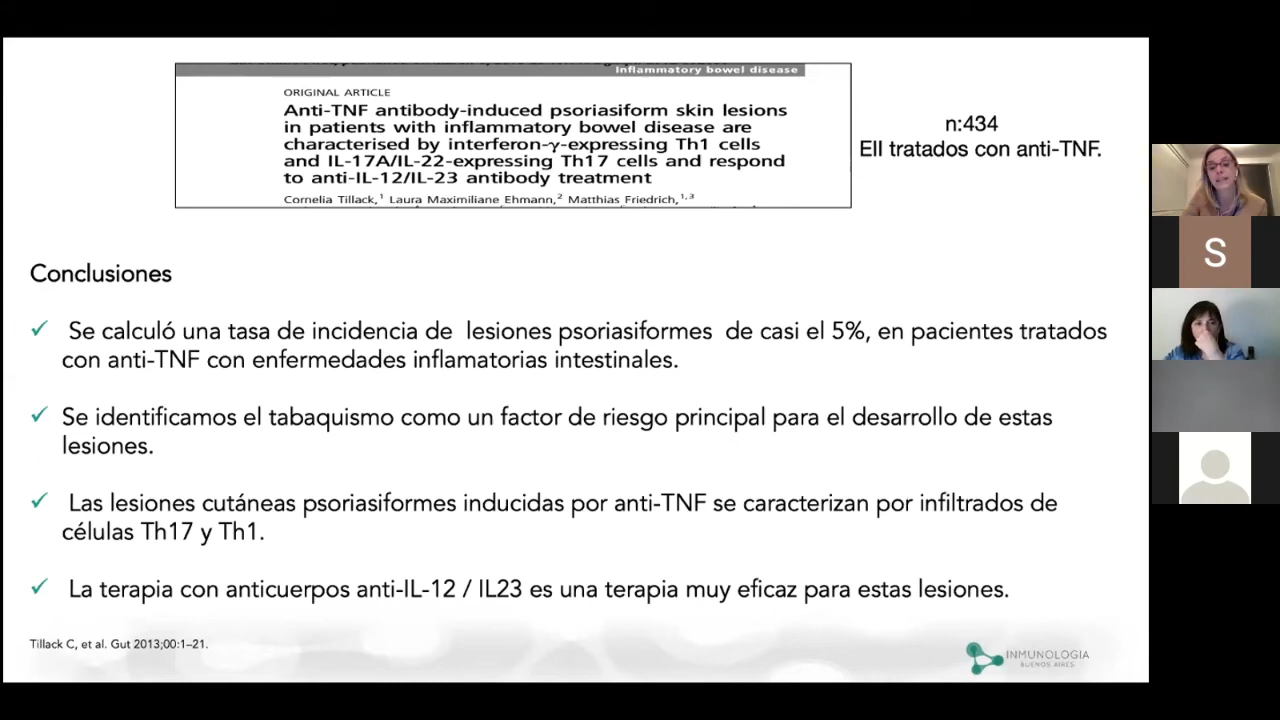 Inflammatory bowel disease
ORIGINAL ARTICLE
Anti-TNF antibody-induced psoriasiform skin lesions
in patients with inflammatory bowel disease are
characterised by interferon-γ-expressing Th1 cells
and IL-17A/IL-22-expressing Th17 cells and respond
to anti-IL-12/IL-23 antibody treatment
Cornelia Tillack,1 Laura Maximiliane Ehmann,2 Matthias Friedrich,1,3
n:434
EII tratados con anti-TNF.
S
Conclusiones
✓ Se calculó una tasa de incidencia de lesiones psoriasiformes de casi el 5%, en pacientes tratados
con anti-TNF con enfermedades inflamatorias intestinales.
✓ Se identificamos el tabaquismo como un factor de riesgo principal para el desarrollo de estas
lesiones.
✓ Las lesiones cutáneas psoriasiformes inducidas por anti-TNF se caracterizan por infiltrados de
células Th17 y Th1.
✓ La terapia con anticuerpos anti-IL-12 / IL23 es una terapia muy eficaz para estas lesiones.
Tillack C, et al. Gut 2013;00:1–21.
INMUNOLOGIA
BUENOS AIRES